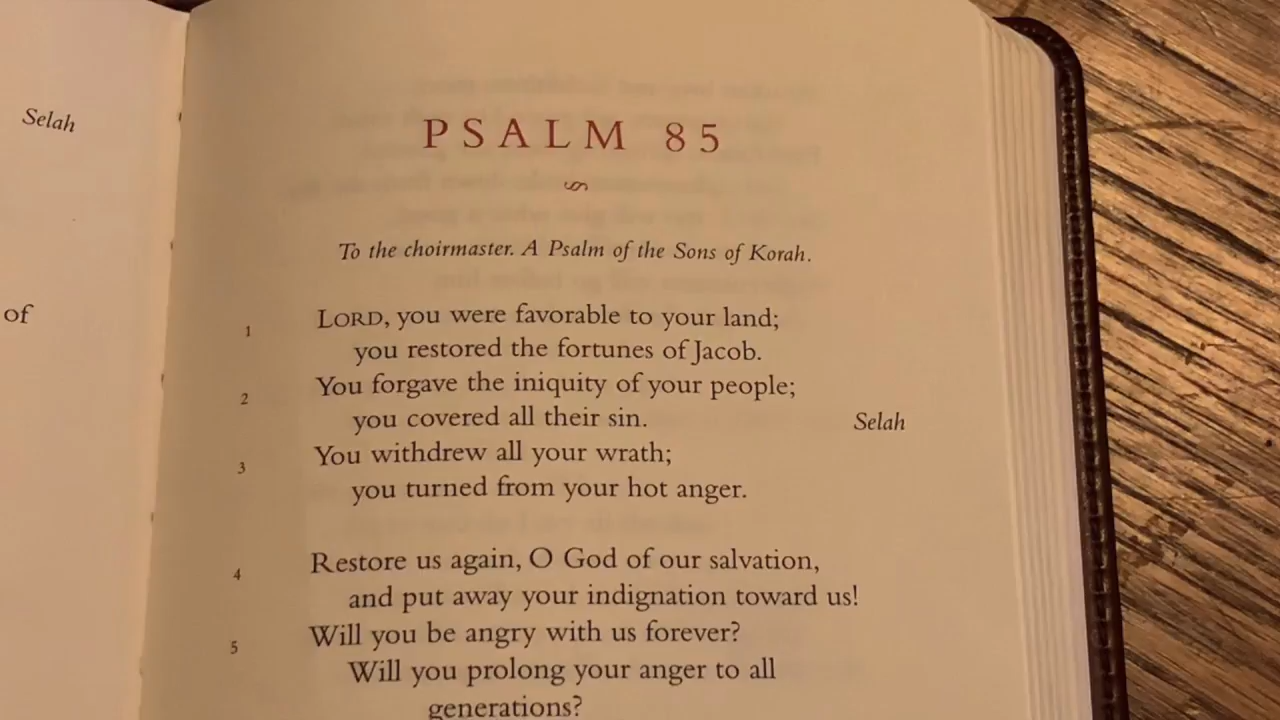 Selah
of
PSALM 85
To the choirmaster. A Psalm of the Sons of Korah.
1 LORD, you were favorable to your land;
you restored the fortunes of Jacob.
2 You forgave the iniquity of your people;
you covered all their sin. Selah
3 You withdrew all your wrath;
you turned from your hot anger.
4 Restore us again, O God of our salvation,
and put away your indignation toward us!
5 Will you be angry with us forever?
Will you prolong your anger to all
generations?